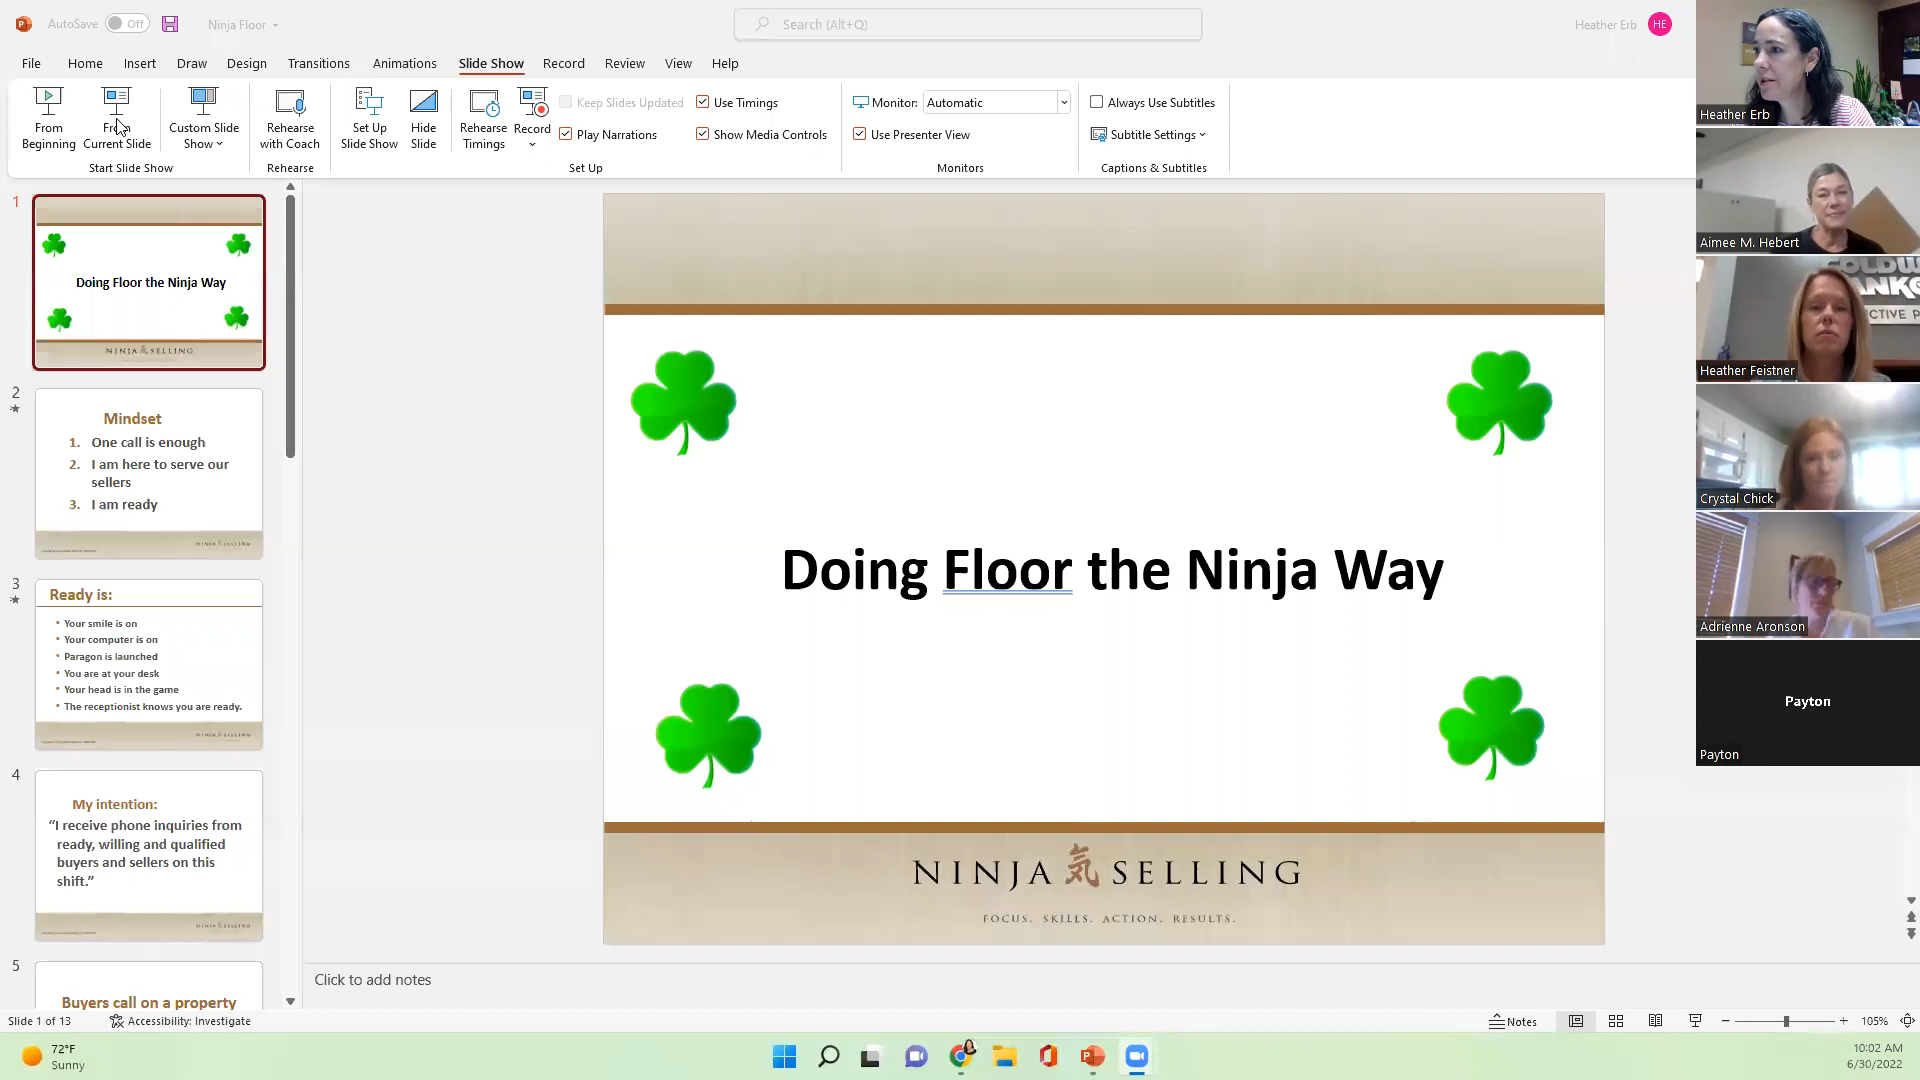 AutoSave Off Ninja Floor
Search (Alt+Q)
Heather Erb HE
File Home Insert Draw Design Transitions Animations Slide Show Record Review View Help
From Beginning
From Current Slide
Custom Slide Show
Start Slide Show
Rehearse with Coach
Rehearse
Set Up Slide Show
Hide Slide
Rehearse Timings
Record
Keep Slides Updated
Play Narrations
Use Timings
Show Media Controls
Set Up
Monitor: Automatic
Use Presenter View
Monitors
Always Use Subtitles
Subtitle Settings
Captions & Subtitles
1
Doing Floor the Ninja Way
NINJA 気 SELLING
2
Mindset
1. One call is enough
2. I am here to serve our
sellers
3. I am ready
NINJA SELLING
3
Ready is:
• Your smile is on
• Your computer is on
• Paragon is launched
• You are at your desk
• Your head is in the game
• The receptionist knows you are ready.
NINJA SELLING
4
My intention:
“I receive phone inquiries from
ready, willing and qualified
buyers and sellers on this
shift.”
NINJA SELLING
5
Buyers call on a property
Doing Floor the Ninja Way
NINJA 気 SELLING
FOCUS. SKILLS. ACTION. RESULTS.
Click to add notes
Heather Erb
Aimee M. Hebert
Heather Feistner
Crystal Chick
Adrienne Aronson
Payton
Payton
Slide 1 of 13 Accessibility: Investigate
Notes 105%
72°F
Sunny
10:02 AM
6/30/2022